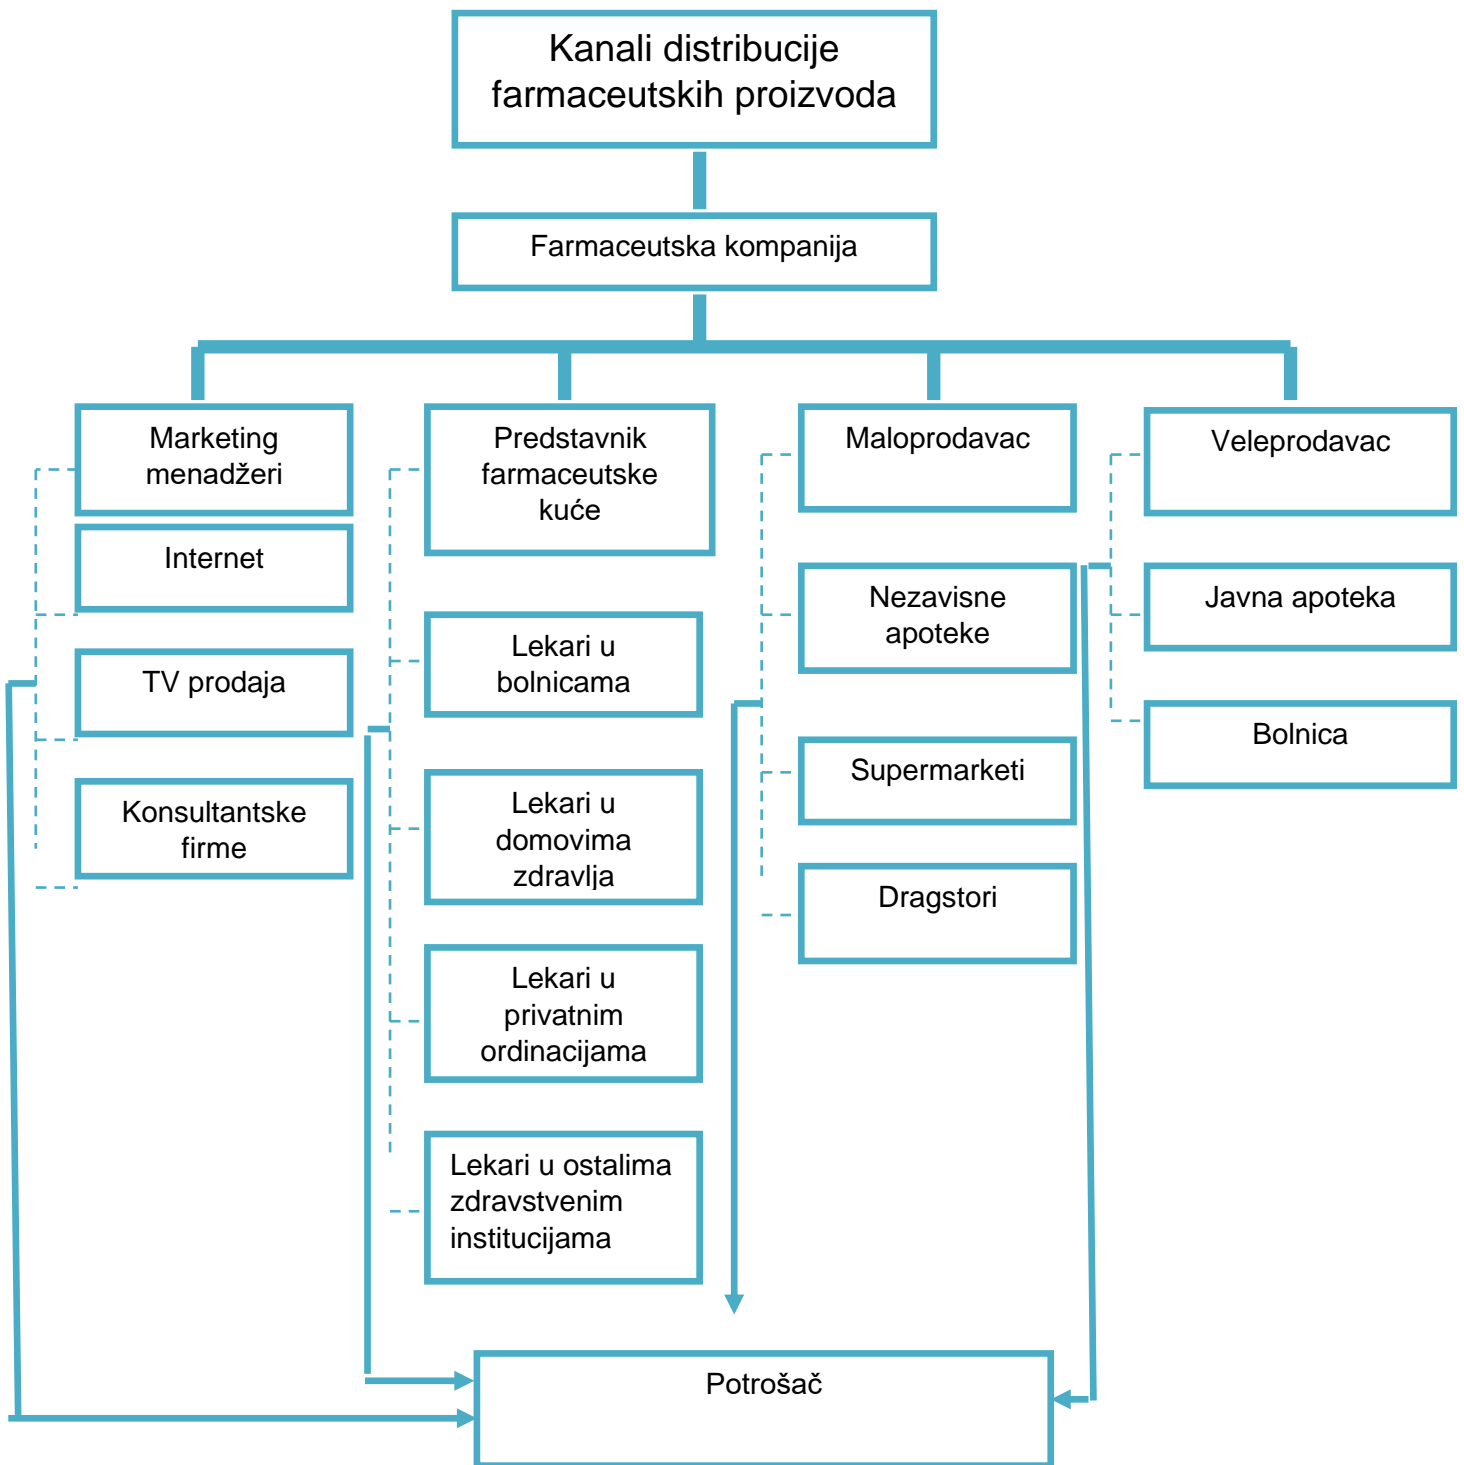 Kanali distribucije
farmaceutskih proizvoda
Farmaceutska kompanija
Marketing
menadžeri
Internet
TV prodaja
Konsultantske
firme
Predstavnik
farmaceutske
kuće
Lekari u
bolnicama
Lekari u
domovima
zdravlja
Lekari u
privatnim
ordinacijama
Lekari u ostalima
zdravstvenim
institucijama
Maloprodavac
Nezavisne
apoteke
Supermarketi
Dragstori
Veleprodavac
Javna apoteka
Bolnica
Potrošač